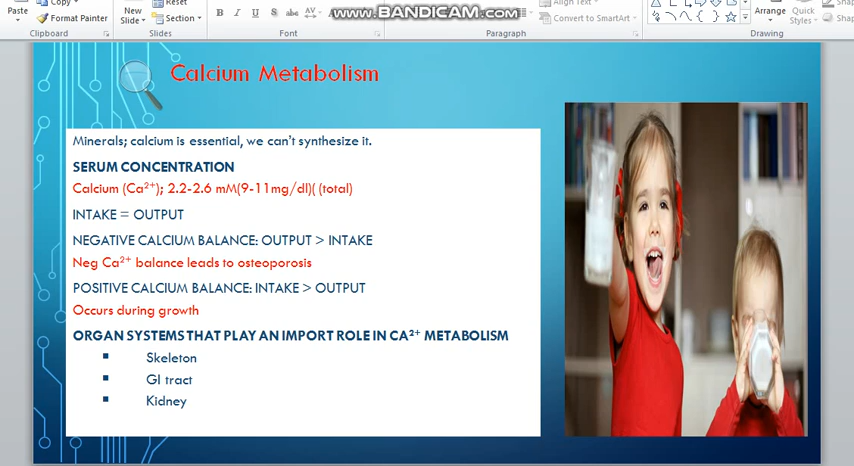 Copy
Paste
Format Painter
Clipboard
New
Slide
Reset
Section
Slides
B I U S abc AV
Font
www.BANDICAM.com
Align Text
Convert to SmartArt
Paragraph
Arrange
Quick
Styles
Drawing
Calcium Metabolism
Minerals; calcium is essential, we can't synthesize it.
SERUM CONCENTRATION
Calcium (Ca²⁺); 2.2-2.6 mM(9-11mg/dl)( (total)
INTAKE = OUTPUT
NEGATIVE CALCIUM BALANCE: OUTPUT > INTAKE
Neg Ca²⁺ balance leads to osteoporosis
POSITIVE CALCIUM BALANCE: INTAKE > OUTPUT
Occurs during growth
ORGAN SYSTEMS THAT PLAY AN IMPORT ROLE IN CA²⁺ METABOLISM
▪ Skeleton
▪ GI tract
▪ Kidney